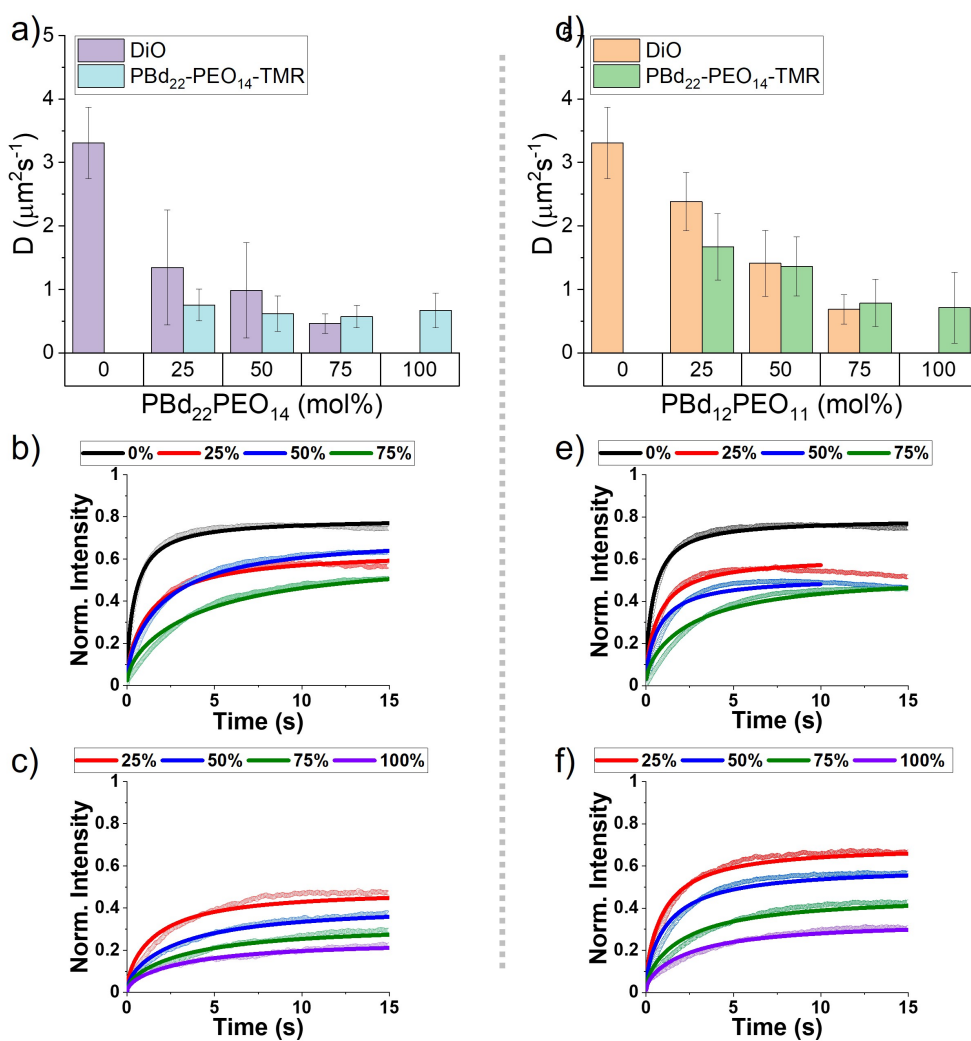 a)
5
4
3
2
1
0
D (μm²s⁻¹)
DiO
PBd₂₂-PEO₁₄-TMR
0 25 50 75 100
PBd₂₂PEO₁₄ (mol%)
b)
0% 25% 50% 75%
1
0.8
0.6
0.4
0.2
0
Norm. Intensity
0 5 10 15
Time (s)
c)
25% 50% 75% 100%
1
0.8
0.6
0.4
0.2
0
Norm. Intensity
0 5 10 15
Time (s)
d)
5
4
3
2
1
0
D (μm²s⁻¹)
DiO
PBd₂₂-PEO₁₄-TMR
0 25 50 75 100
PBd₁₂PEO₁₁ (mol%)
e)
0% 25% 50% 75%
1
0.8
0.6
0.4
0.2
0
Norm. Intensity
0 5 10 15
Time (s)
f)
25% 50% 75% 100%
1
0.8
0.6
0.4
0.2
0
Norm. Intensity
0 5 10 15
Time (s)